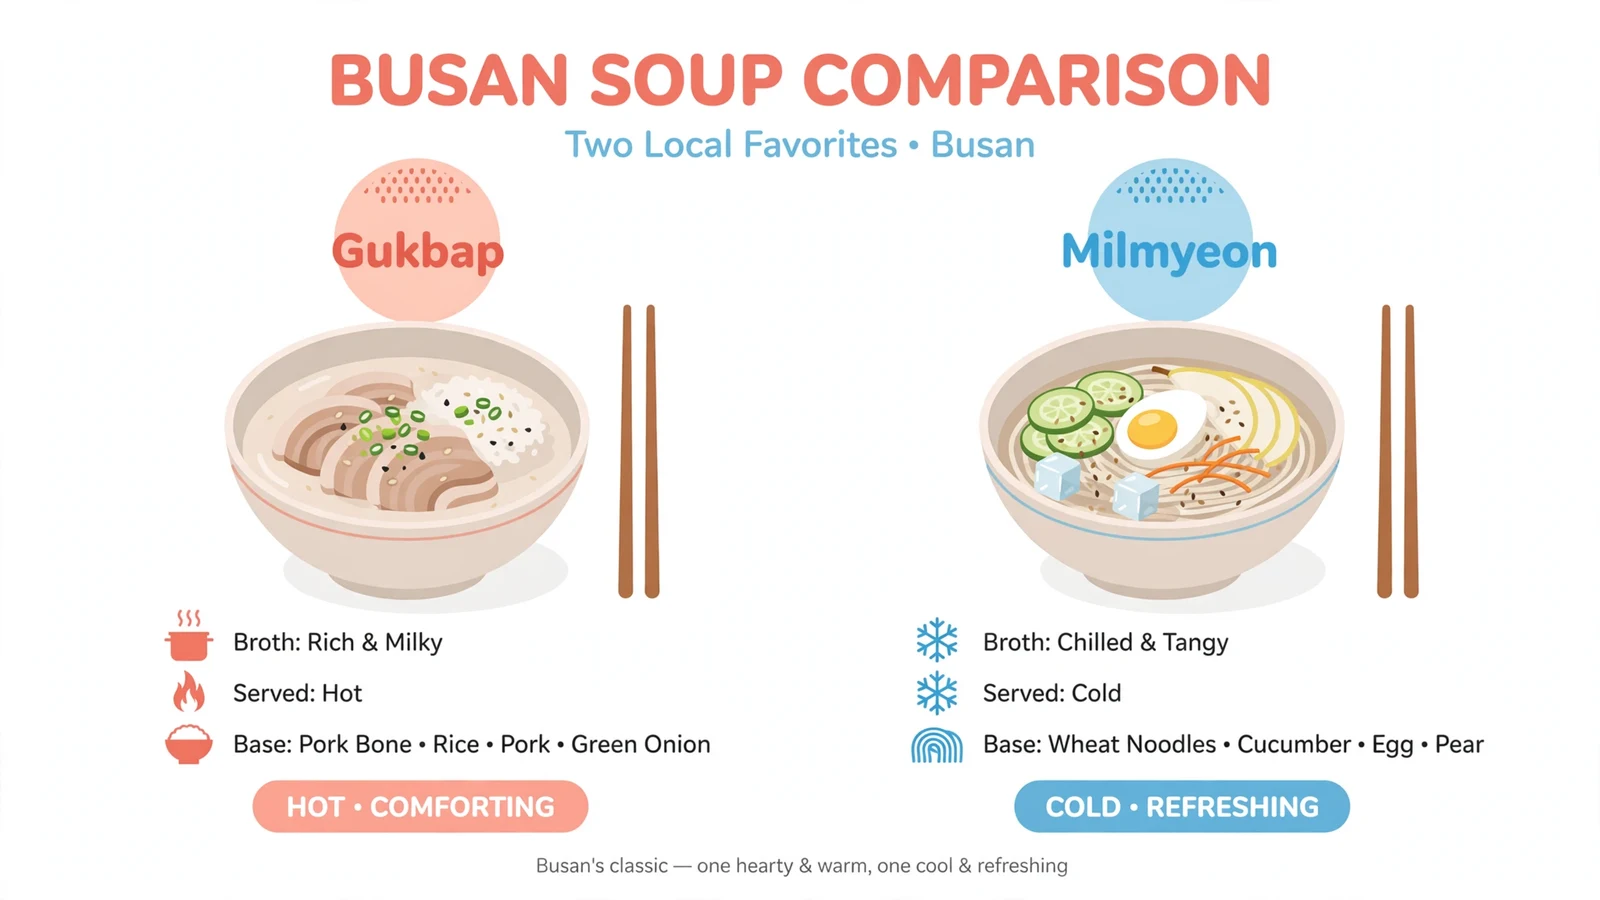 BUSAN SOUP COMPARISON
Two Local Favorites • Busan
Gukbap
Broth: Rich & Milky
Served: Hot
Base: Pork Bone • Rice • Pork • Green Onion
HOT • COMFORTING
Milmyeon
Broth: Chilled & Tangy
Served: Cold
Base: Wheat Noodles • Cucumber • Egg • Pear
COLD • REFRESHING
Busan's classic — one hearty & warm, one cool & refreshing